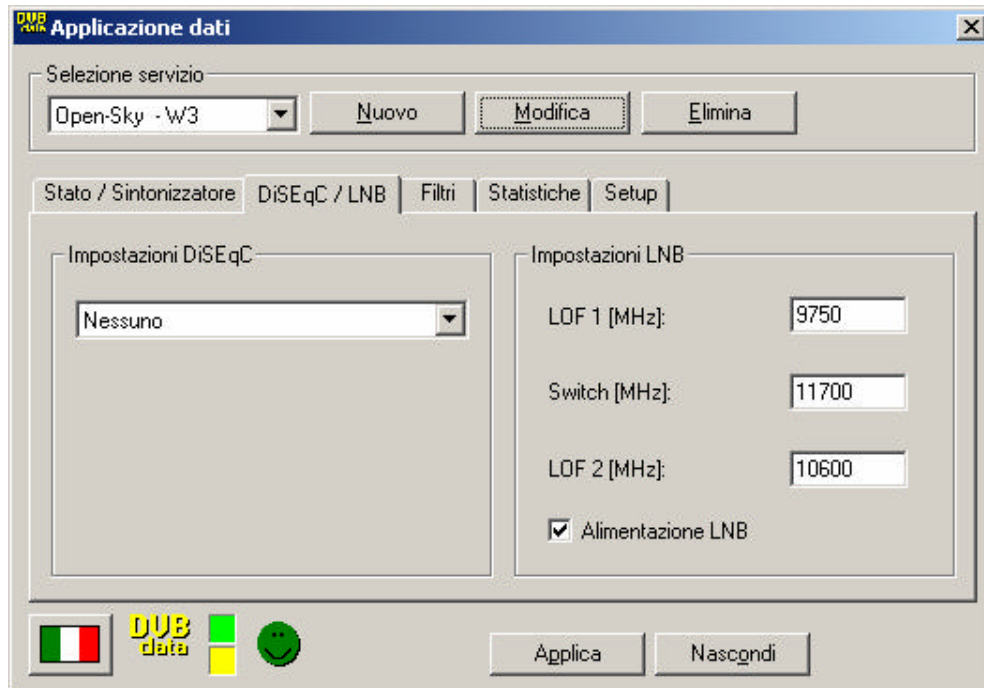 DVB data Applicazione dati
Selezione servizio
Open-Sky - W3 Nuovo Modifica Elimina
Stato / Sintonizzatore DiSEqC / LNB Filtri Statistiche Setup
Impostazioni DiSEqC Impostazioni LNB
Nessuno
LOF 1 [MHz]: 9750
Switch [MHz]: 11700
LOF 2 [MHz]: 10600
Alimentazione LNB
DVB
data
Applica Nascondi